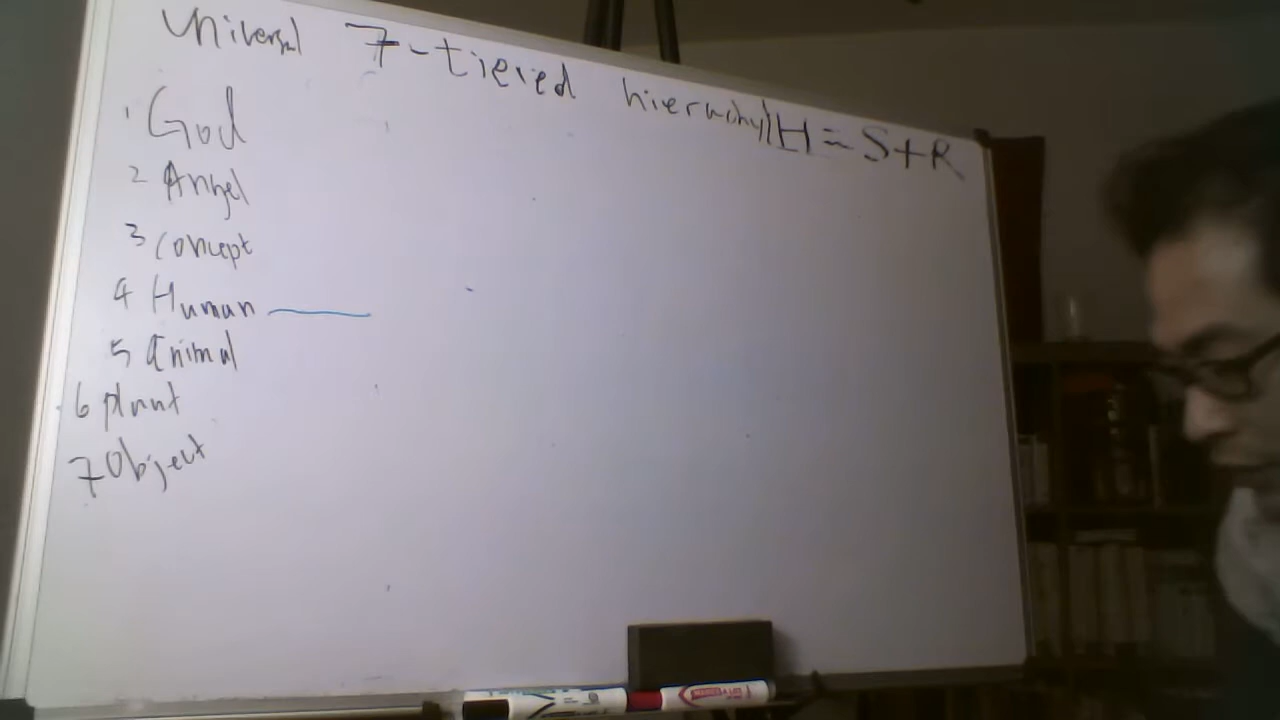 Universal 7-tiered hierarchy H = S+R
1 God
2 Angel
3 Concept
4 Human
5 Animal
6 plant
7 Object